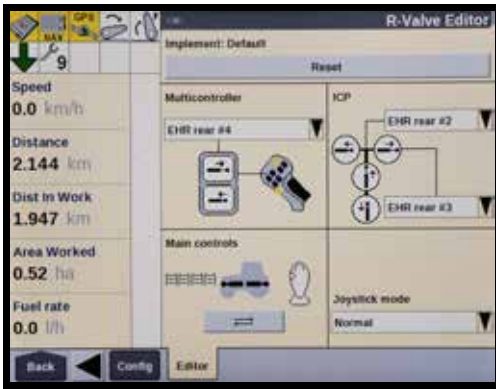 GPS
NAV
9
R-Valve Editor
Implement: Default
Reset
Speed
0.0 km/h
Distance
2.144 km
Dist In Work
1.947 km
Area Worked
0.52 ha
Fuel rate
0.0 l/h
Multicontroller
EHR rear #4
ICP
EHR rear #2
EHR rear #3
Main controls
Joystick mode
Normal
Back
Config
Editor